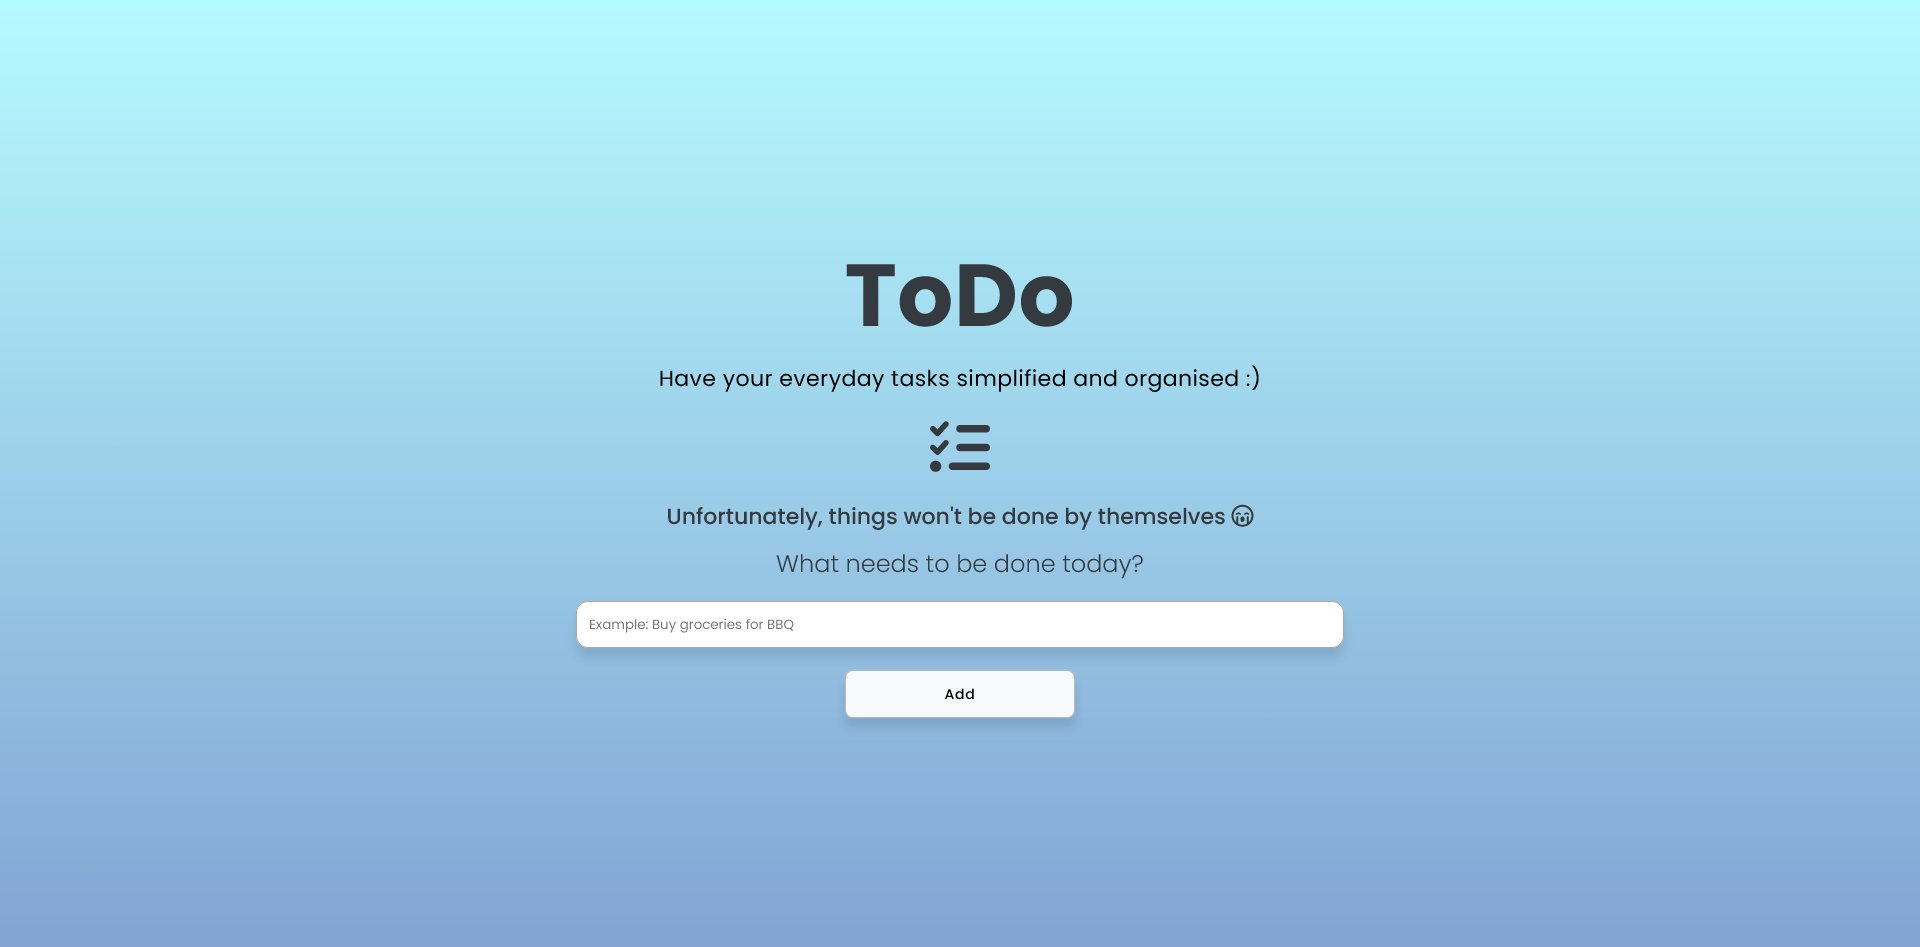 ToDo
Have your everyday tasks simplified and organised :)
Unfortunately, things won't be done by themselves
What needs to be done today?
Example: Buy groceries for BBQ
Add